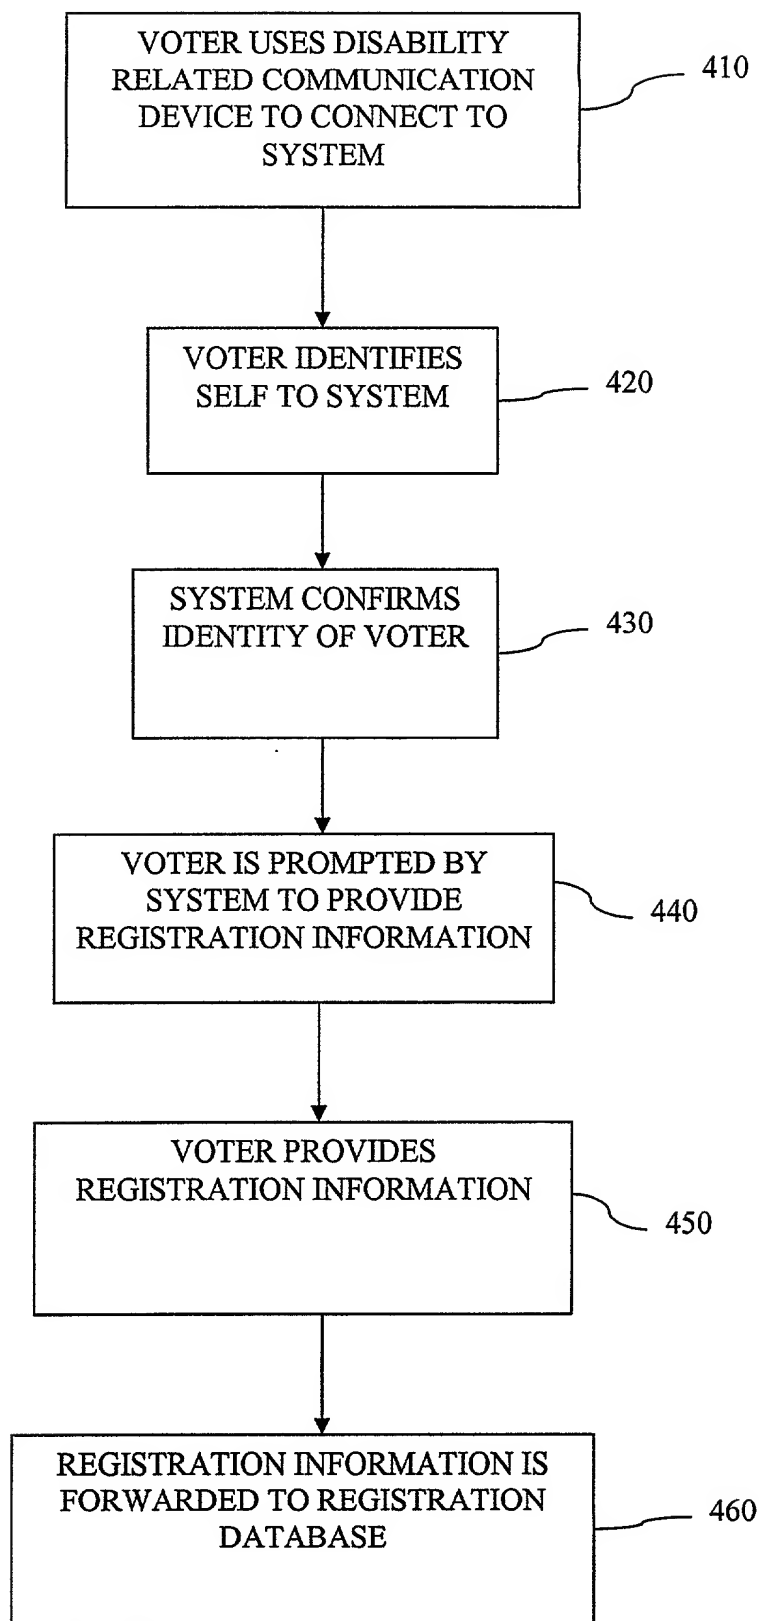 VOTER USES DISABILITY
RELATED COMMUNICATION
DEVICE TO CONNECT TO
SYSTEM
410
VOTER IDENTIFIES
SELF TO SYSTEM
420
SYSTEM CONFIRMS
IDENTITY OF VOTER
430
VOTER IS PROMPTED BY
SYSTEM TO PROVIDE
REGISTRATION INFORMATION
440
VOTER PROVIDES
REGISTRATION INFORMATION
450
REGISTRATION INFORMATION IS
FORWARDED TO REGISTRATION
DATABASE
460